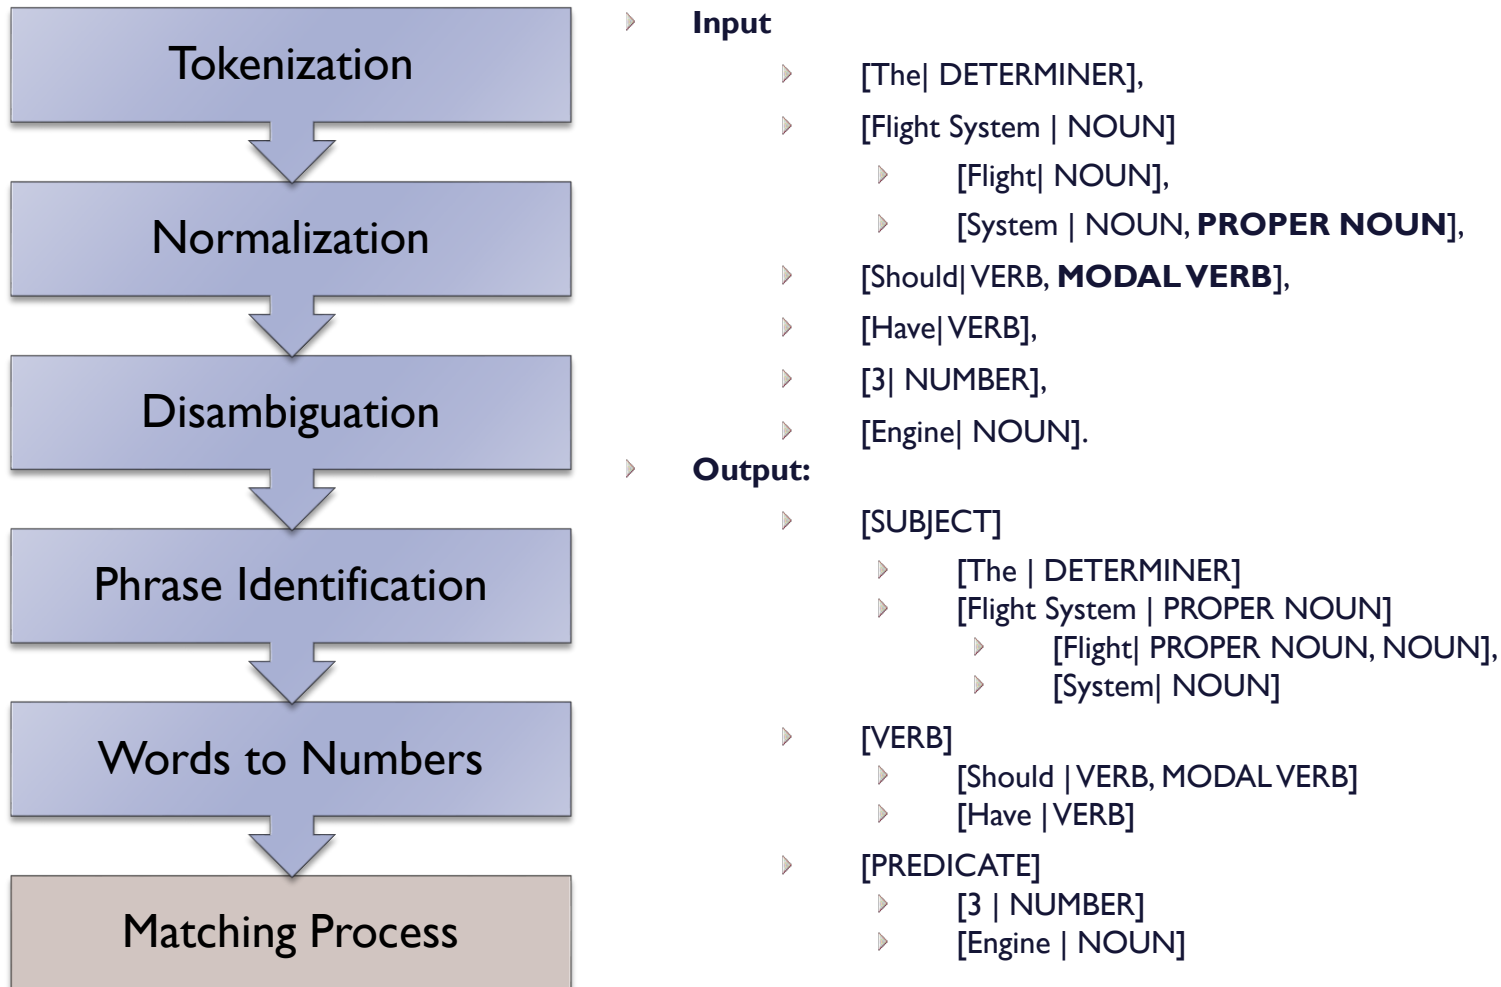 Tokenization
Normalization
Disambiguation
Phrase Identification
Words to Numbers
Matching Process
Input
[The| DETERMINER],
[Flight System | NOUN]
[Flight| NOUN],
[System | NOUN, PROPER NOUN],
[Should| VERB, MODAL VERB],
[Have| VERB],
[3| NUMBER],
[Engine| NOUN].
Output:
[SUBJECT]
[The | DETERMINER]
[Flight System | PROPER NOUN]
[Flight| PROPER NOUN, NOUN],
[System| NOUN]
[VERB]
[Should | VERB, MODAL VERB]
[Have | VERB]
[PREDICATE]
[3 | NUMBER]
[Engine | NOUN]